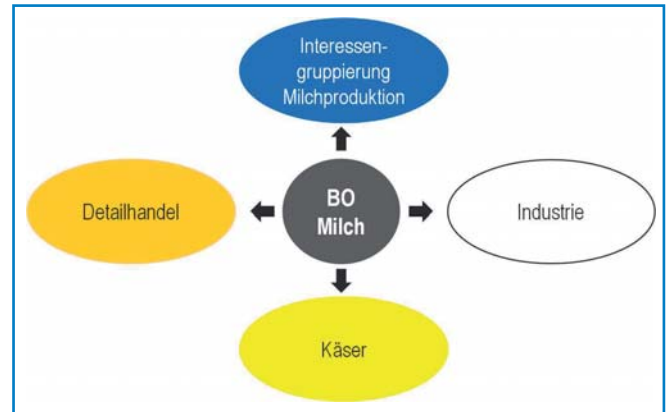 Interessen-
gruppierung
Milchproduktion
Detailhandel
BO
Milch
Industrie
Käser